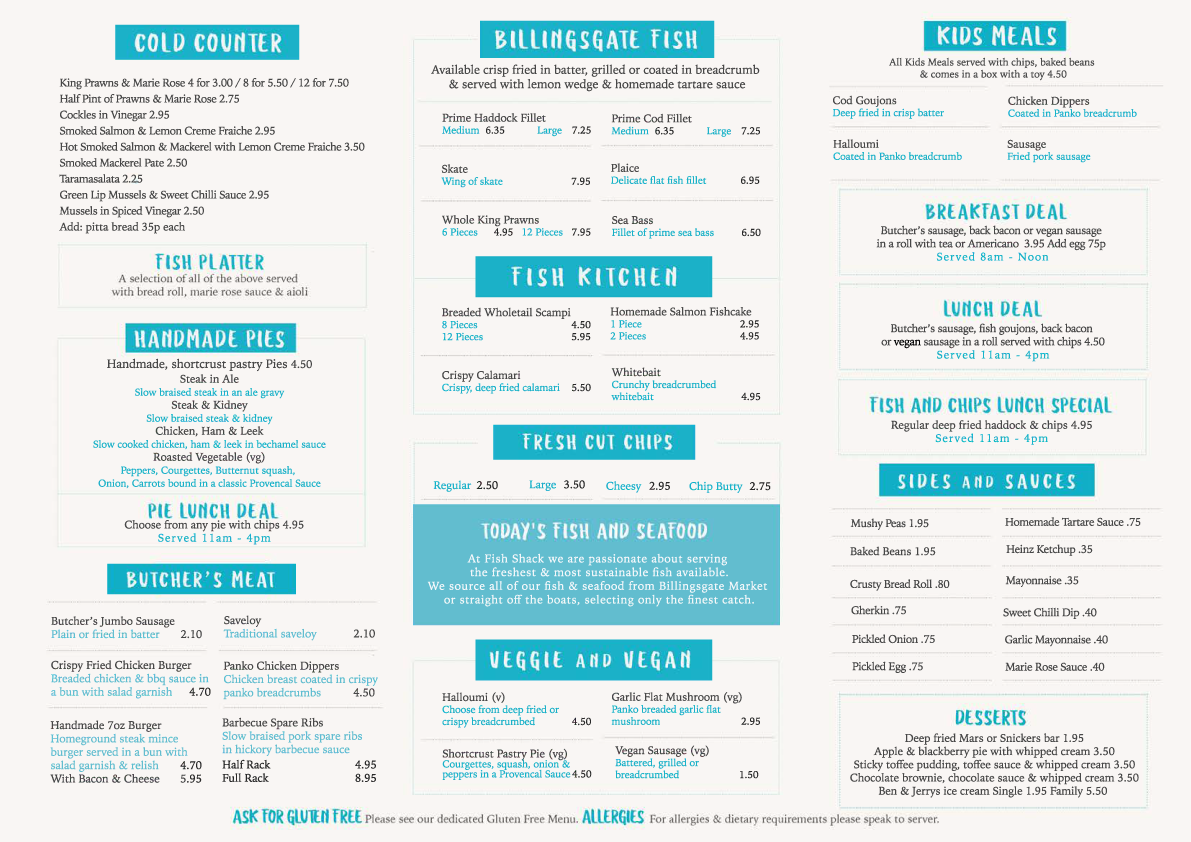 COLD COUNTER
King Prawns & Marie Rose 4 for 3.00 / 8 for 5.50 / 12 for 7.50
Half Pint of Prawns & Marie Rose 2.75
Cockles in Vinegar 2.95
Smoked Salmon & Lemon Creme Fraiche 2.95
Hot Smoked Salmon & Mackerel with Lemon Creme Fraiche 3.50
Smoked Mackerel Pate 2.50
Taramasalata 2.25
Green Lip Mussels & Sweet Chilli Sauce 2.95
Mussels in Spiced Vinegar 2.50
Add: pitta bread 35p each
FISH PLATTER
A selection of all of the above served
with bread roll, marie rose sauce & aioli
HANDMADE PIES
Handmade, shortcrust pastry Pies 4.50
Steak in Ale
Slow braised steak in an ale gravy
Steak & Kidney
Slow braised steak & kidney
Chicken, Ham & Leek
Slow cooked chicken, ham & leek in bechamel sauce
Roasted Vegetable (vg)
Peppers, Courgettes, Butternut squash,
Onion, Carrots bound in a classic Provencal Sauce
PIE LUNCH DEAL
Choose from any pie with chips 4.95
Served 11am - 4pm
BUTCHER'S MEAT
Butcher's Jumbo Sausage
Plain or fried in batter 2.10
Saveloy
Traditional saveloy 2.10
Crispy Fried Chicken Burger
Breaded chicken & bbq sauce in
a bun with salad garnish 4.70
Panko Chicken Dippers
Chicken breast coated in crispy
panko breadcrumbs 4.50
Handmade 7oz Burger
Homeground steak mince
burger served in a bun with
salad garnish & relish 4.70
With Bacon & Cheese 5.95
Barbecue Spare Ribs
Slow braised pork spare ribs
in hickory barbecue sauce
Half Rack 4.95
Full Rack 8.95
BILLINGSGATE FISH
Available crisp fried in batter, grilled or coated in breadcrumb
& served with lemon wedge & homemade tartare sauce
Prime Haddock Fillet
Medium 6.35 Large 7.25
Prime Cod Fillet
Medium 6.35 Large 7.25
Skate
Wing of skate 7.95
Plaice
Delicate flat fish fillet 6.95
Whole King Prawns
6 Pieces 4.95 12 Pieces 7.95
Sea Bass
Fillet of prime sea bass 6.50
FISH KITCHEN
Breaded Wholetail Scampi
8 Pieces 4.50
12 Pieces 5.95
Homemade Salmon Fishcake
1 Piece 2.95
2 Pieces 4.95
Crispy Calamari
Crispy, deep fried calamari 5.50
Whitebait
Crunchy breadcrumbed
whitebait 4.95
FRESH CUT CHIPS
Regular 2.50 Large 3.50 Cheesy 2.95 Chip Butty 2.75
TODAY'S FISH AND SEAFOOD
At Fish Shack we are passionate about serving
the freshest & most sustainable fish available.
We source all of our fish & seafood from Billingsgate Market
or straight off the boats, selecting only the finest catch.
VEGGIE AND VEGAN
Halloumi (v)
Choose from deep fried or
crispy breadcrumbed 4.50
Garlic Flat Mushroom (vg)
Panko breaded garlic flat
mushroom 2.95
Shortcrust Pastry Pie (vg)
Courgettes, squash, onion &
peppers in a Provencal Sauce 4.50
Vegan Sausage (vg)
Battered, grilled or
breadcrumbed 1.50
KIDS MEALS
All Kids Meals served with chips, baked beans
& comes in a box with a toy 4.50
Cod Goujons
Deep fried in crisp batter
Chicken Dippers
Coated in Panko breadcrumb
Halloumi
Coated in Panko breadcrumb
Sausage
Fried pork sausage
BREAKFAST DEAL
Butcher's sausage, back bacon or vegan sausage
in a roll with tea or Americano 3.95 Add egg 75p
Served 8am - Noon
LUNCH DEAL
Butcher's sausage, fish goujons, back bacon
or vegan sausage in a roll served with chips 4.50
Served 11am - 4pm
FISH AND CHIPS LUNCH SPECIAL
Regular deep fried haddock & chips 4.95
Served 11am - 4pm
SIDES AND SAUCES
Mushy Peas 1.95
Homemade Tartare Sauce .75
Baked Beans 1.95
Heinz Ketchup .35
Crusty Bread Roll .80
Mayonnaise .35
Gherkin .75
Sweet Chilli Dip .40
Pickled Onion .75
Garlic Mayonnaise .40
Pickled Egg .75
Marie Rose Sauce .40
DESSERTS
Deep fried Mars or Snickers bar 1.95
Apple & blackberry pie with whipped cream 3.50
Sticky toffee pudding, toffee sauce & whipped cream 3.50
Chocolate brownie, chocolate sauce & whipped cream 3.50
Ben & Jerrys ice cream Single 1.95 Family 5.50
ASK FOR GLUTEN FREE Please see our dedicated Gluten Free Menu. ALLERGIES For allergies & dietary requirements please speak to server.